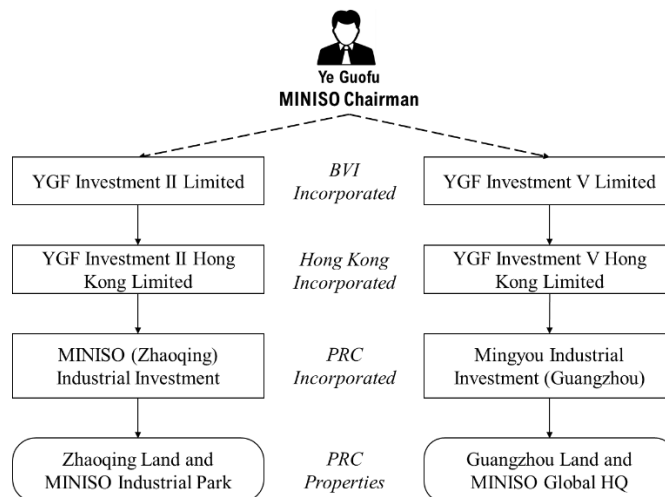 Ye Guofu
MINISO Chairman
YGF Investment II Limited
BVI
Incorporated
YGF Investment V Limited
YGF Investment II Hong
Kong Limited
Hong Kong
Incorporated
YGF Investment V Hong
Kong Limited
MINISO (Zhaoqing)
Industrial Investment
PRC
Incorporated
Mingyou Industrial
Investment (Guangzhou)
Zhaoqing Land and
MINISO Industrial Park
PRC
Properties
Guangzhou Land and
MINISO Global HQ